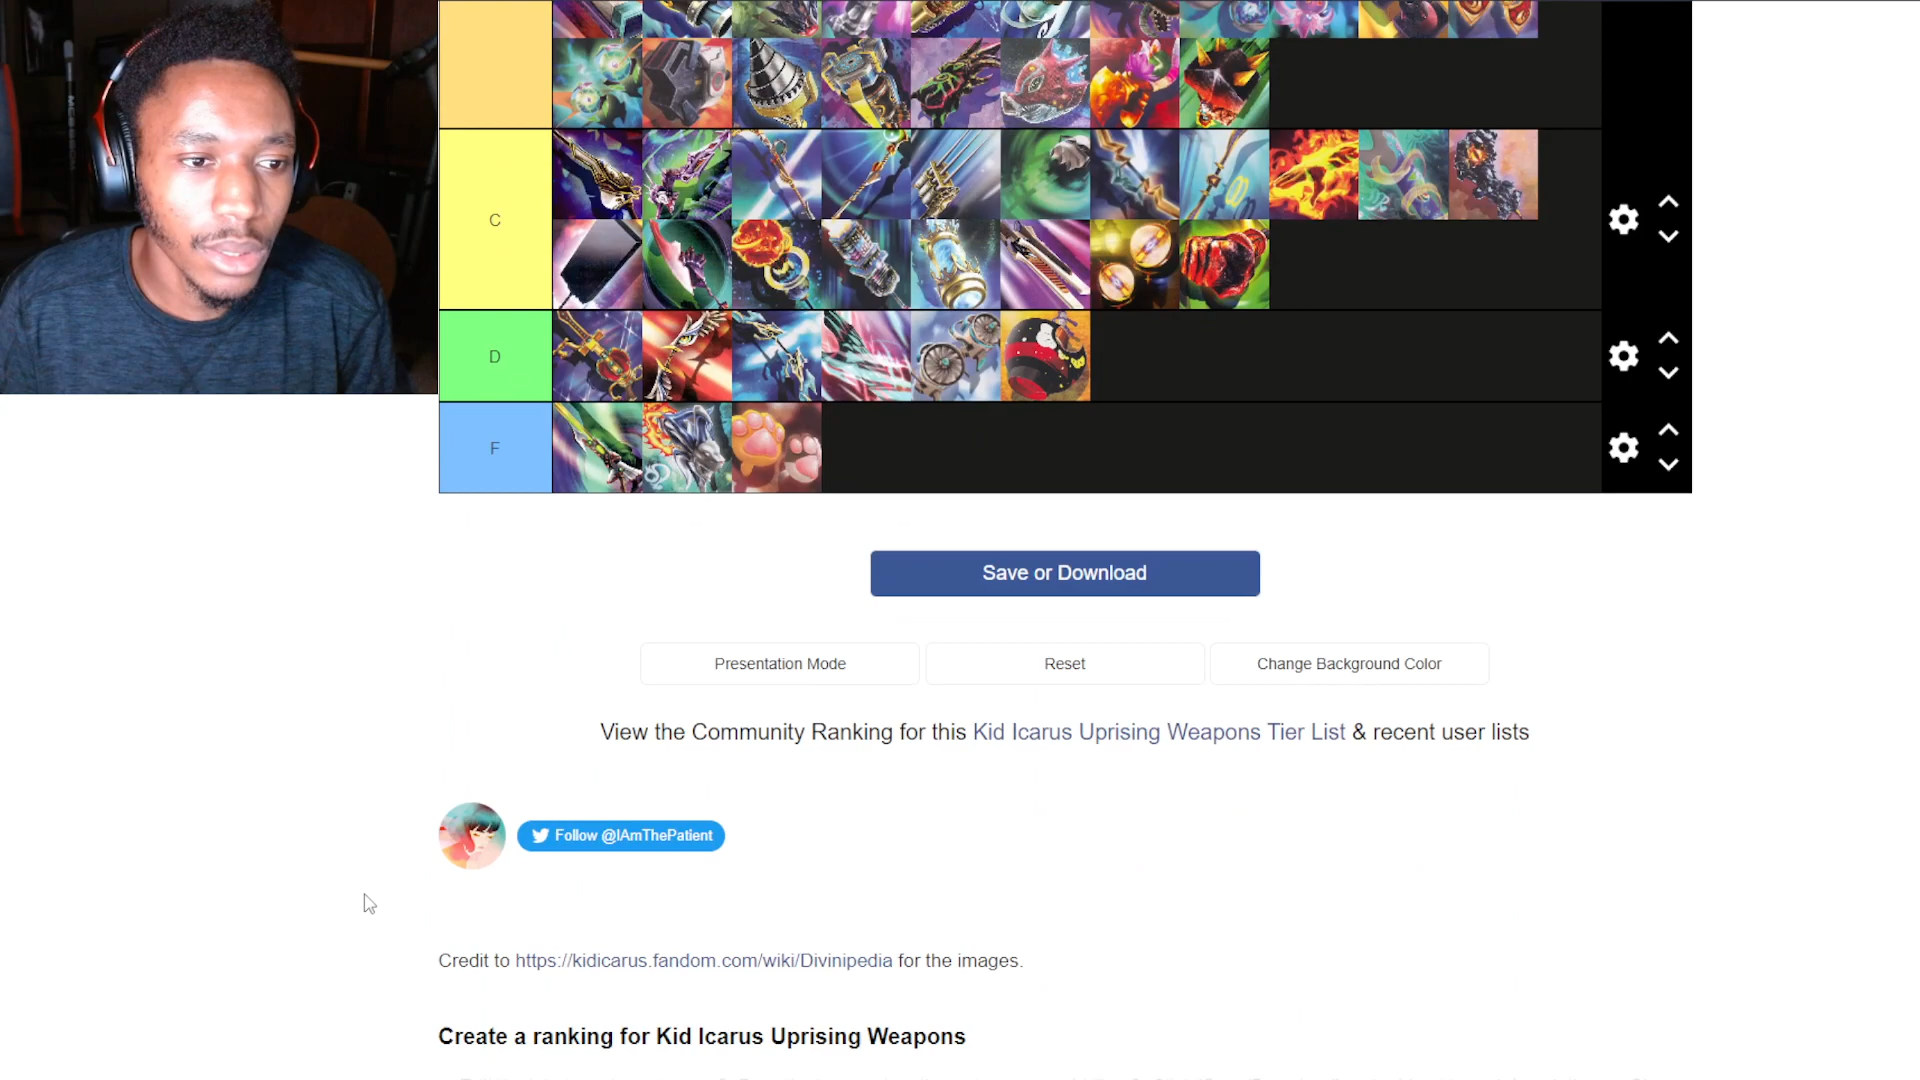 C
D
F
Save or Download
Presentation Mode
Reset
Change Background Color
View the Community Ranking for this Kid Icarus Uprising Weapons Tier List & recent user lists
Follow @IAmThePatient
Credit to https://kidicarus.fandom.com/wiki/Divinipedia for the images.
Create a ranking for Kid Icarus Uprising Weapons